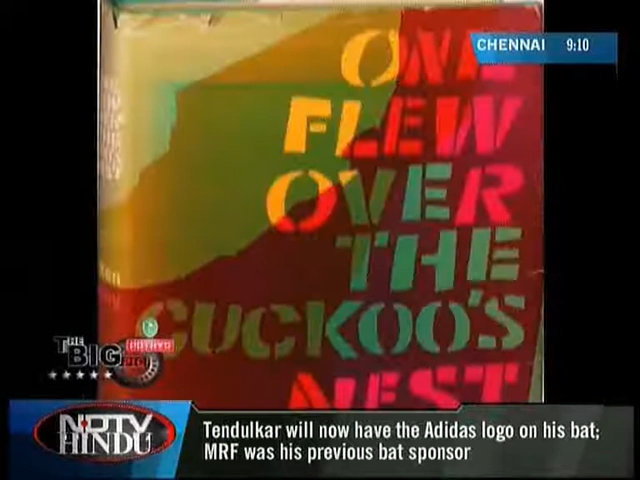 ONE
FLEW
OVER
THE
CUCKOO'S
NEST
CHENNAI 9:10
THE
BIG
NDTV
HINDU
Tendulkar will now have the Adidas logo on his bat;
MRF was his previous bat sponsor